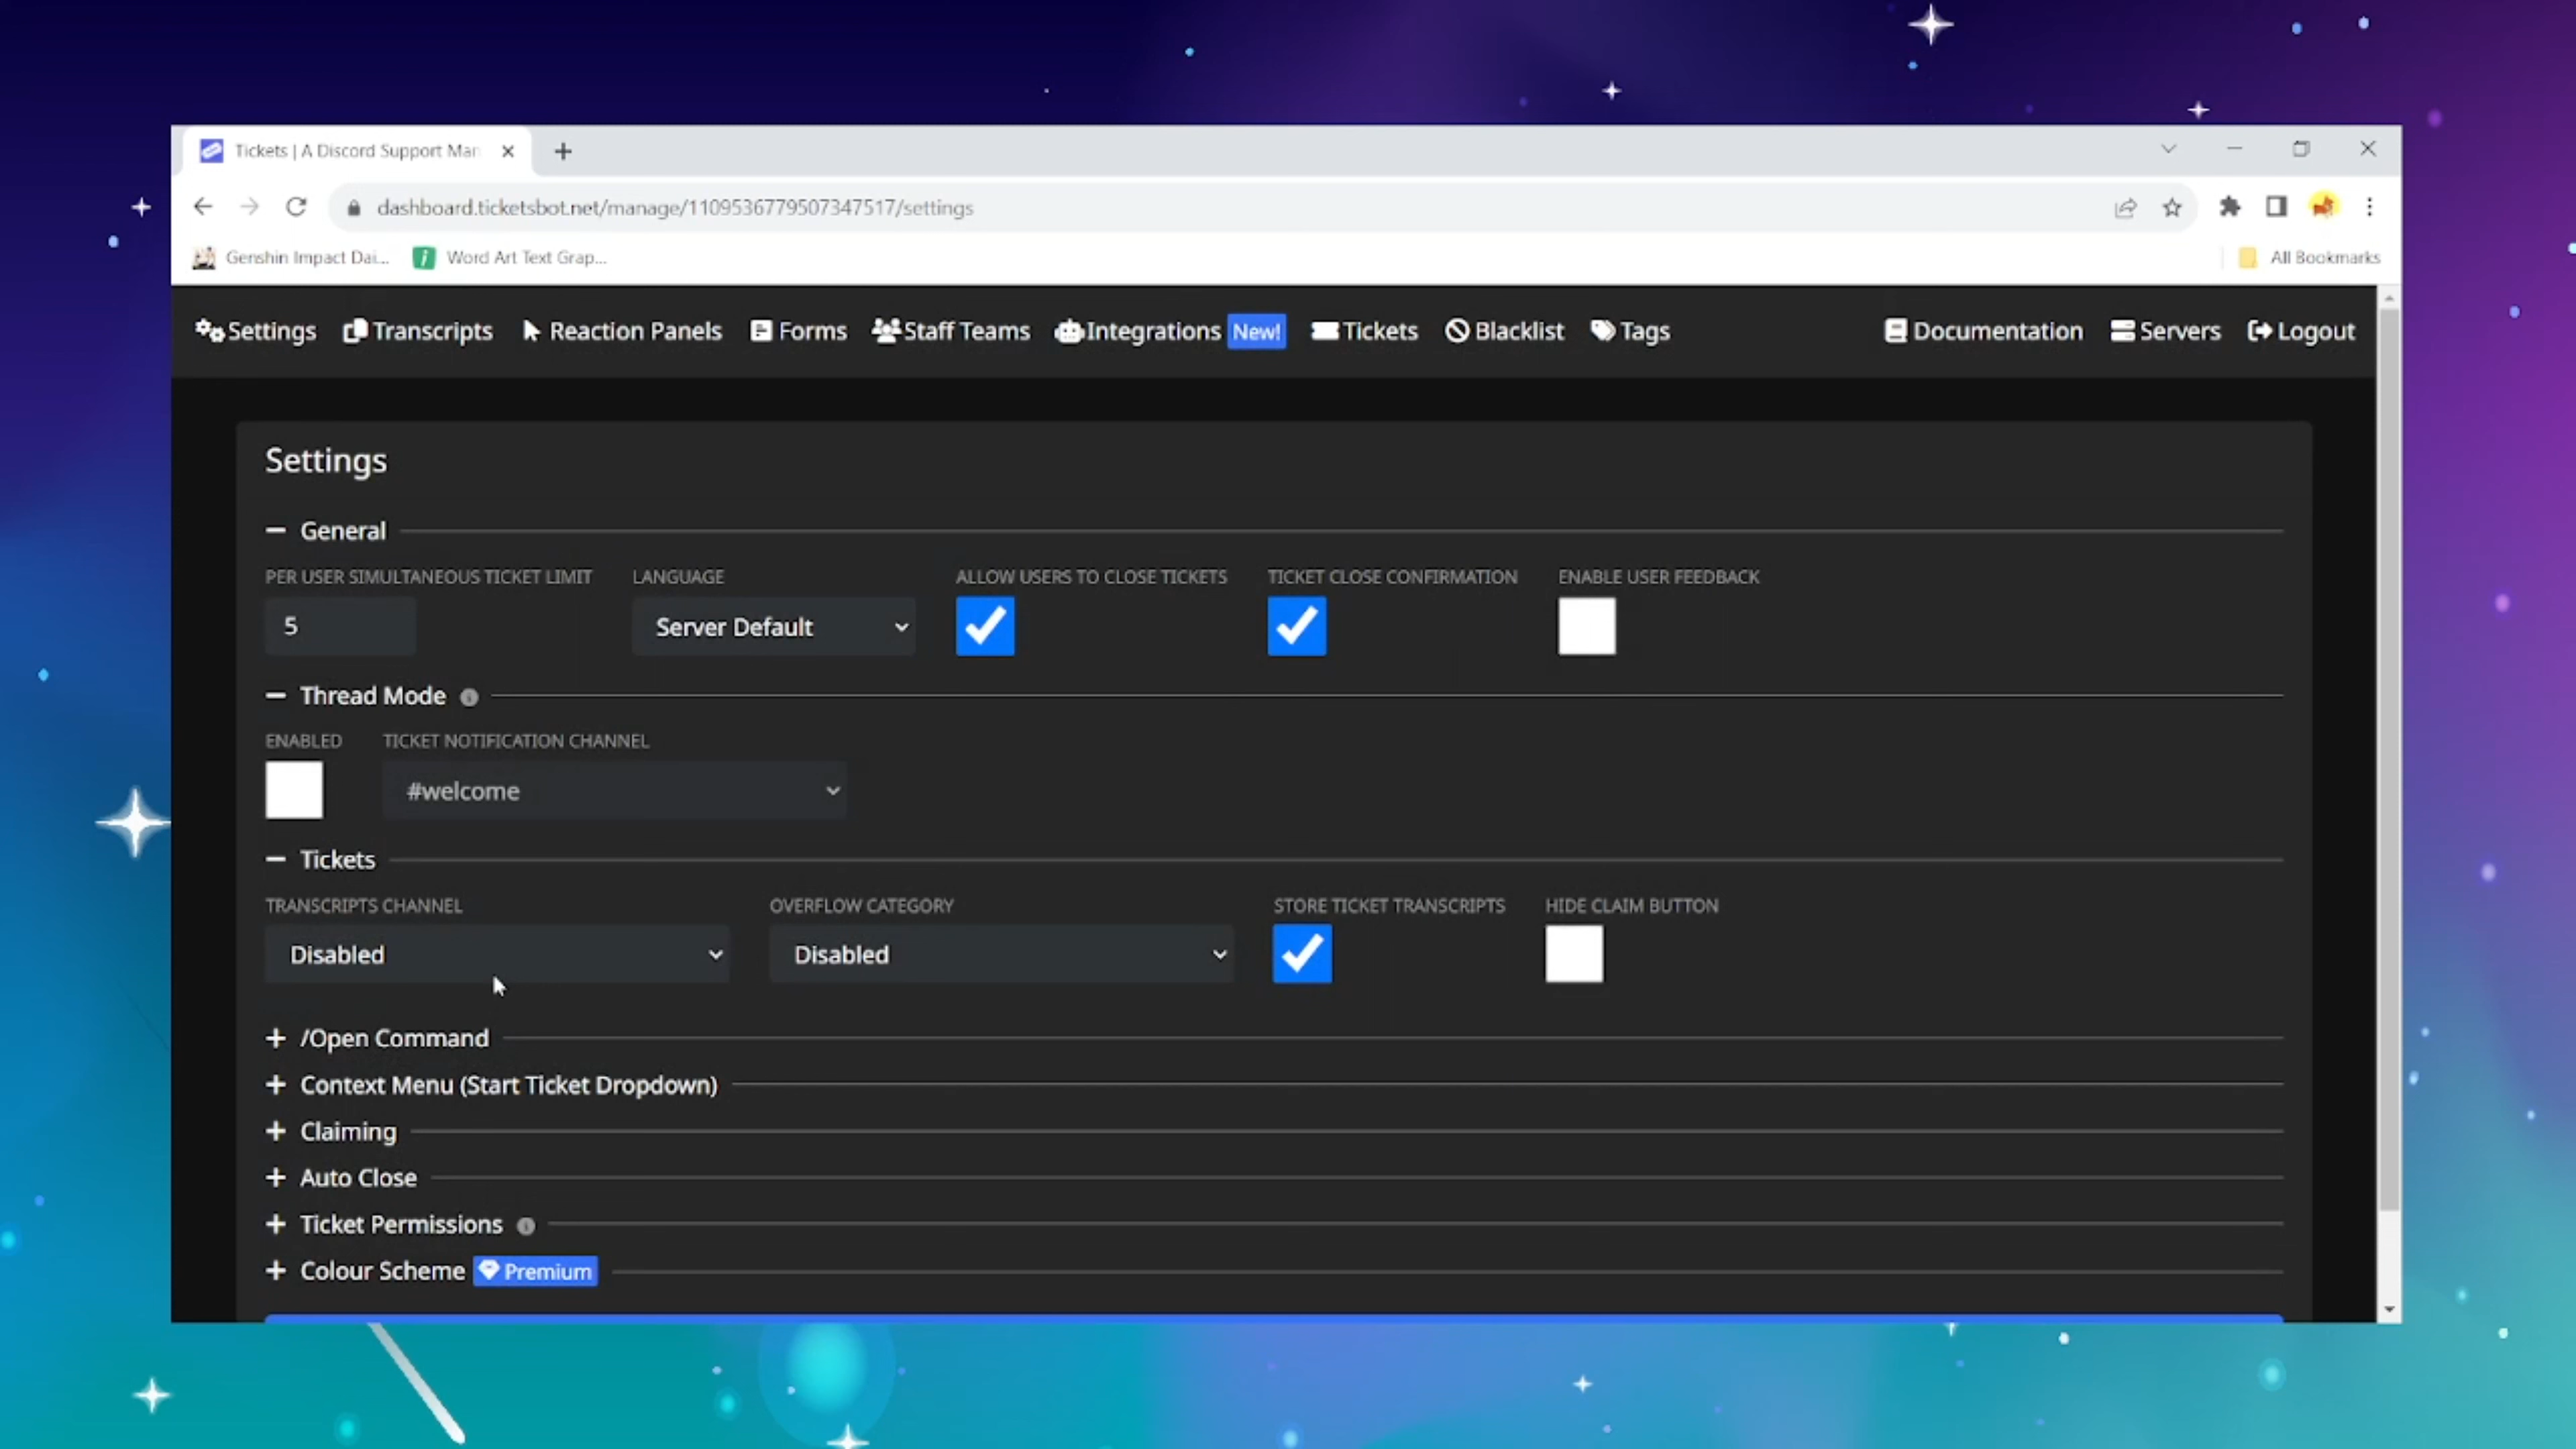 Tickets | A Discord Support Man
dashboard.ticketsbot.net/manage/1109536779507347517/settings
Genshin Impact Dai... Word Art Text Grap... All Bookmarks
Settings Transcripts Reaction Panels Forms Staff Teams Integrations New! Tickets Blacklist Tags Documentation Servers Logout
Settings
General
PER USER SIMULTANEOUS TICKET LIMIT LANGUAGE ALLOW USERS TO CLOSE TICKETS TICKET CLOSE CONFIRMATION ENABLE USER FEEDBACK
5 Server Default
Thread Mode
ENABLED TICKET NOTIFICATION CHANNEL
#welcome
Tickets
TRANSCRIPTS CHANNEL OVERFLOW CATEGORY STORE TICKET TRANSCRIPTS HIDE CLAIM BUTTON
Disabled Disabled
/Open Command
Context Menu (Start Ticket Dropdown)
Claiming
Auto Close
Ticket Permissions
Colour Scheme Premium